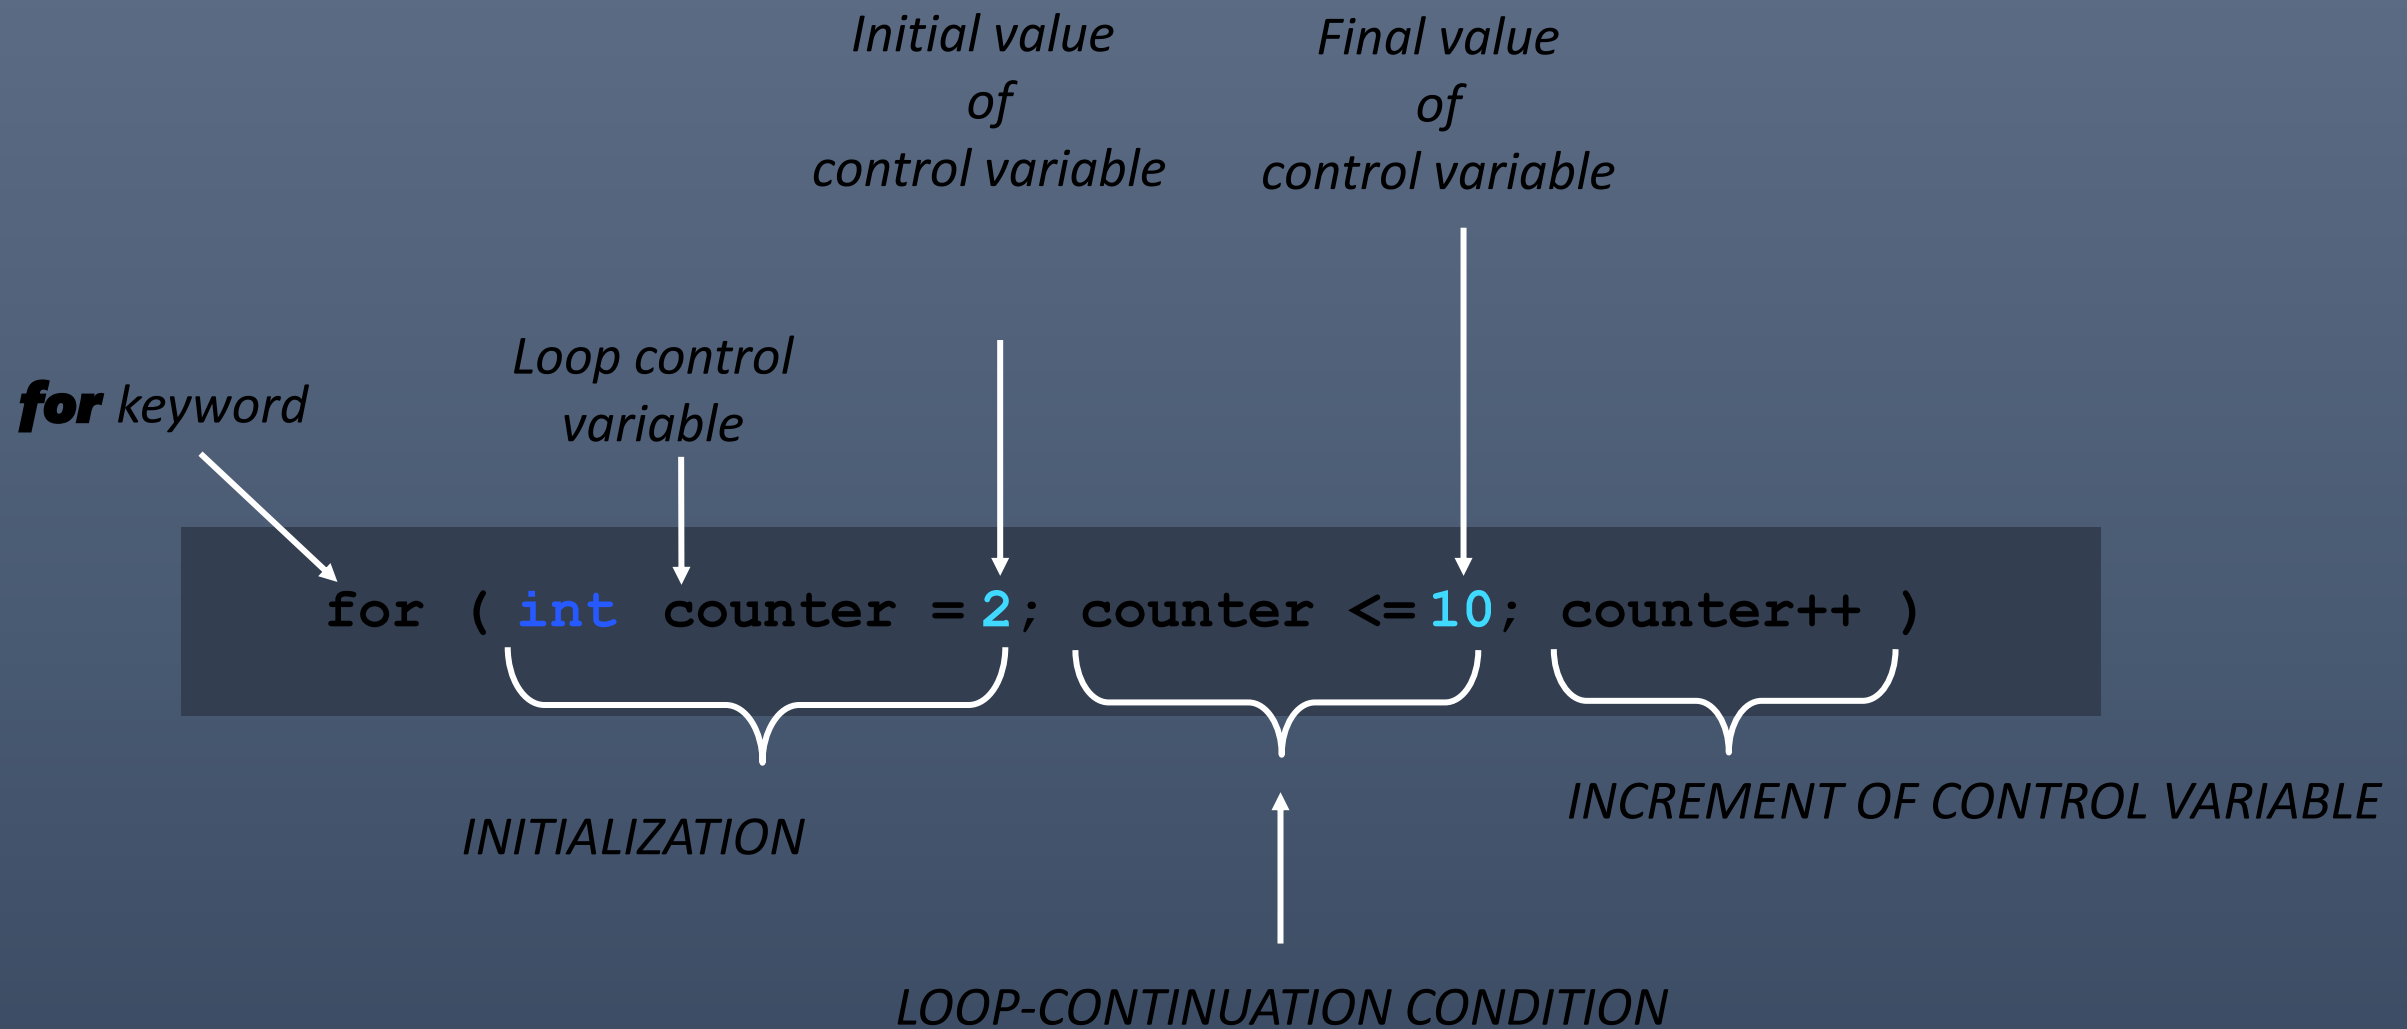 Initial value
of
control variable
Final value
of
control variable
Loop control
variable
for keyword
for ( int counter = 2; counter <= 10; counter++ )
INITIALIZATION
INCREMENT OF CONTROL VARIABLE
LOOP-CONTINUATION CONDITION